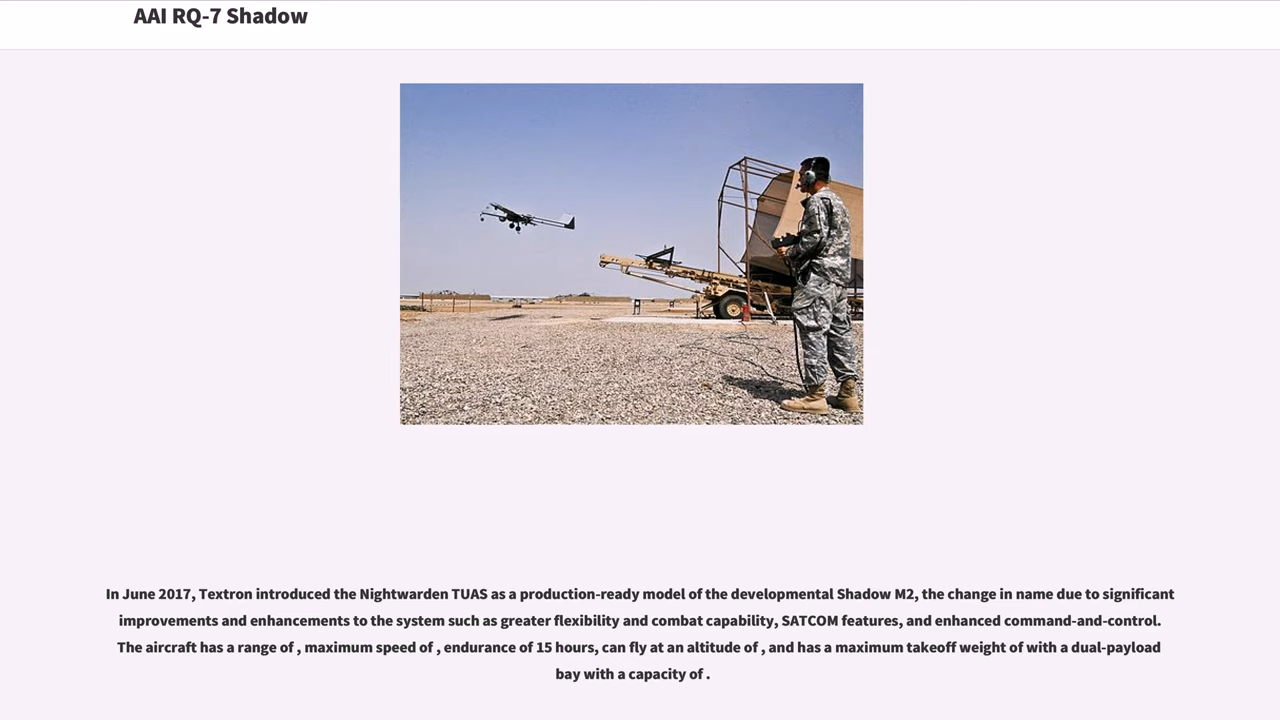 AAI RQ-7 Shadow
In June 2017, Textron introduced the Nightwarden TUAS as a production-ready model of the developmental Shadow M2, the change in name due to significant
improvements and enhancements to the system such as greater flexibility and combat capability, SATCOM features, and enhanced command-and-control.
The aircraft has a range of , maximum speed of , endurance of 15 hours, can fly at an altitude of , and has a maximum takeoff weight of with a dual-payload
bay with a capacity of .